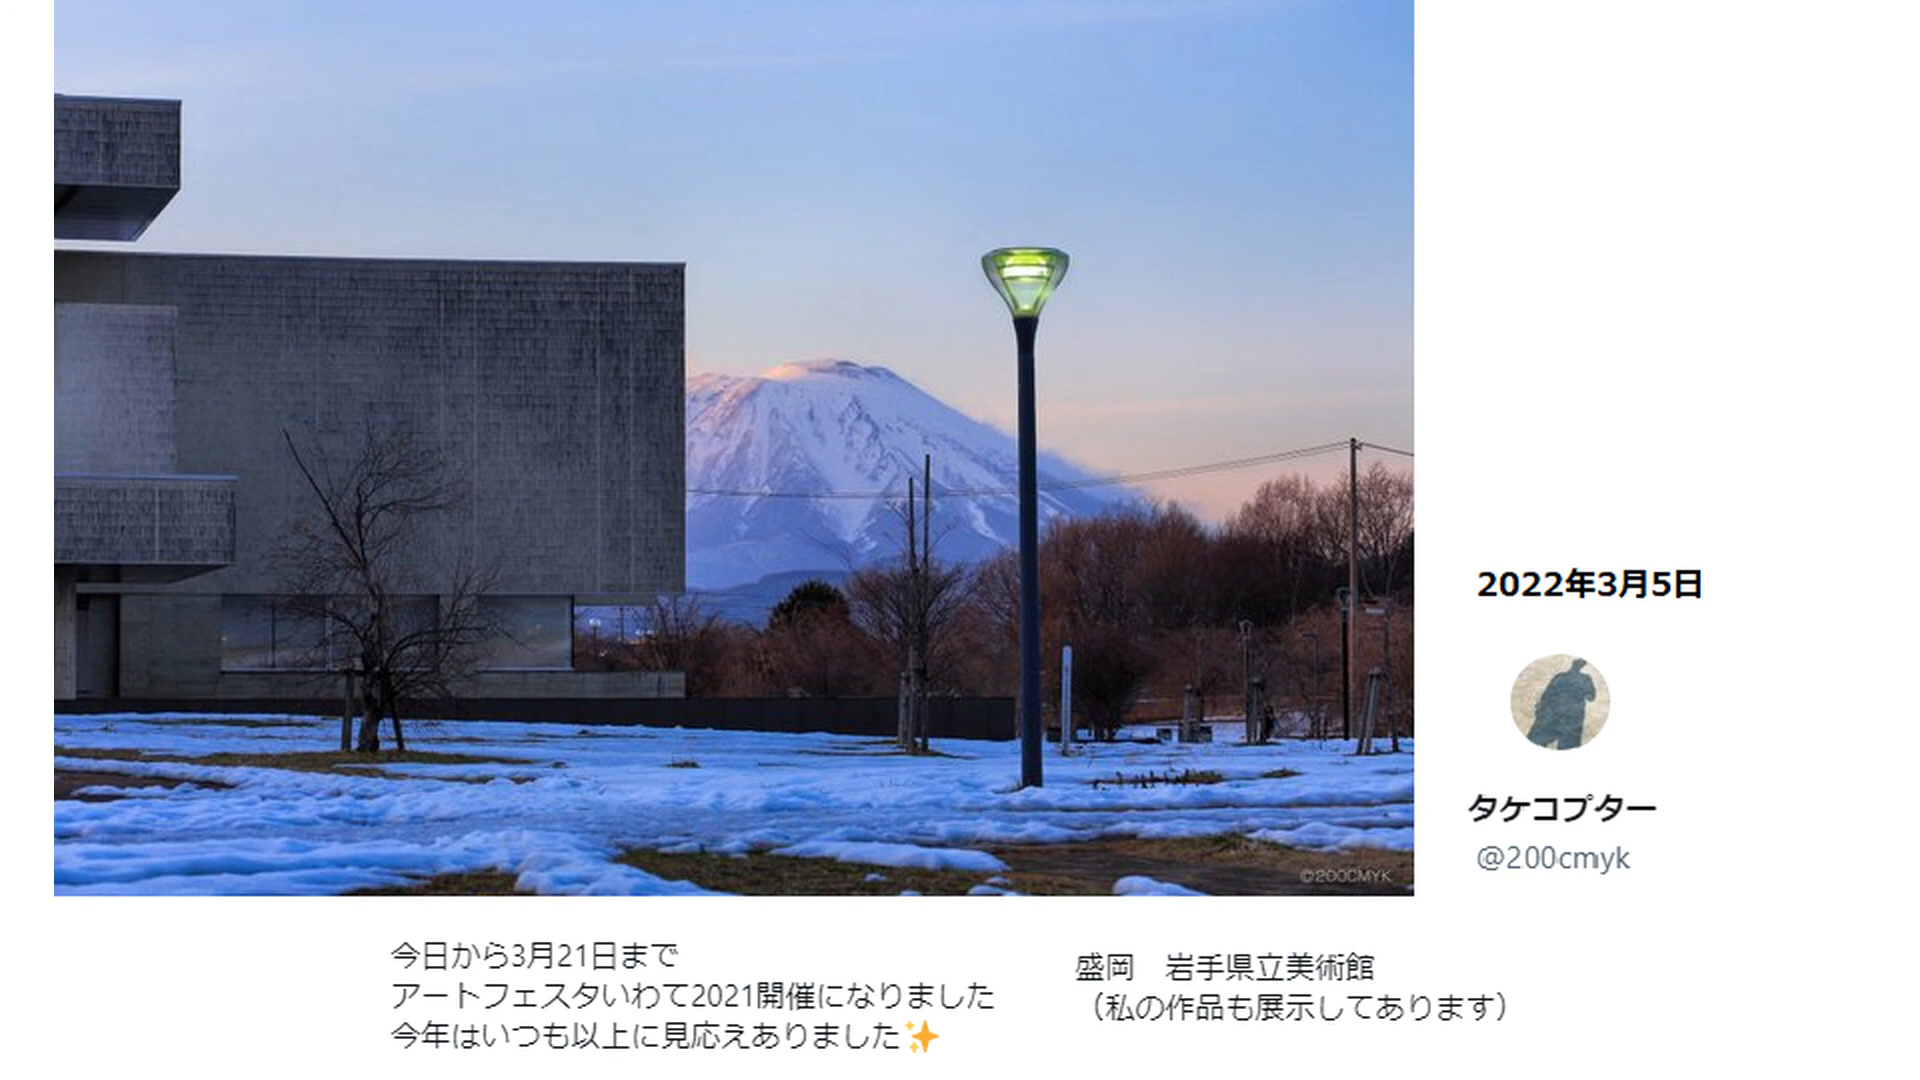 2022年3月5日
タケコプター
@200cmyk
©200CMYK
今日から3月21日まで
アートフェスタいわて2021開催になりました
今年はいつも以上に見応えありました✨
盛岡　岩手県立美術館
（私の作品も展示してあります）